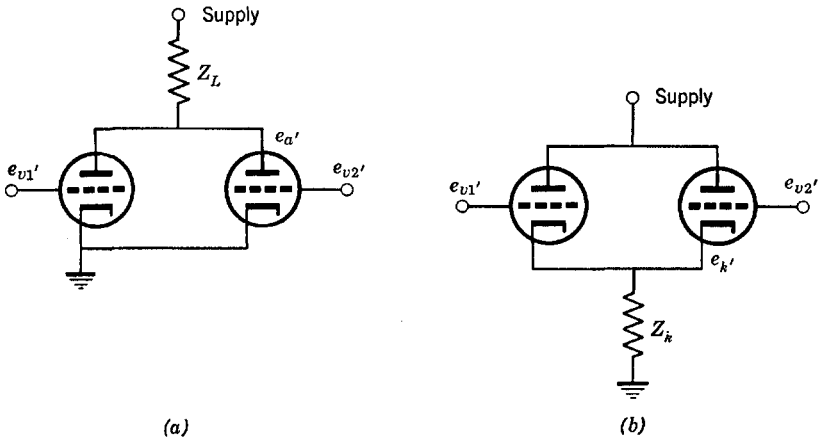 Supply
Z_L
e_a'
e_v1'
e_v2'
(a)
Supply
e_v1'
e_v2'
e_k'
Z_k
(b)